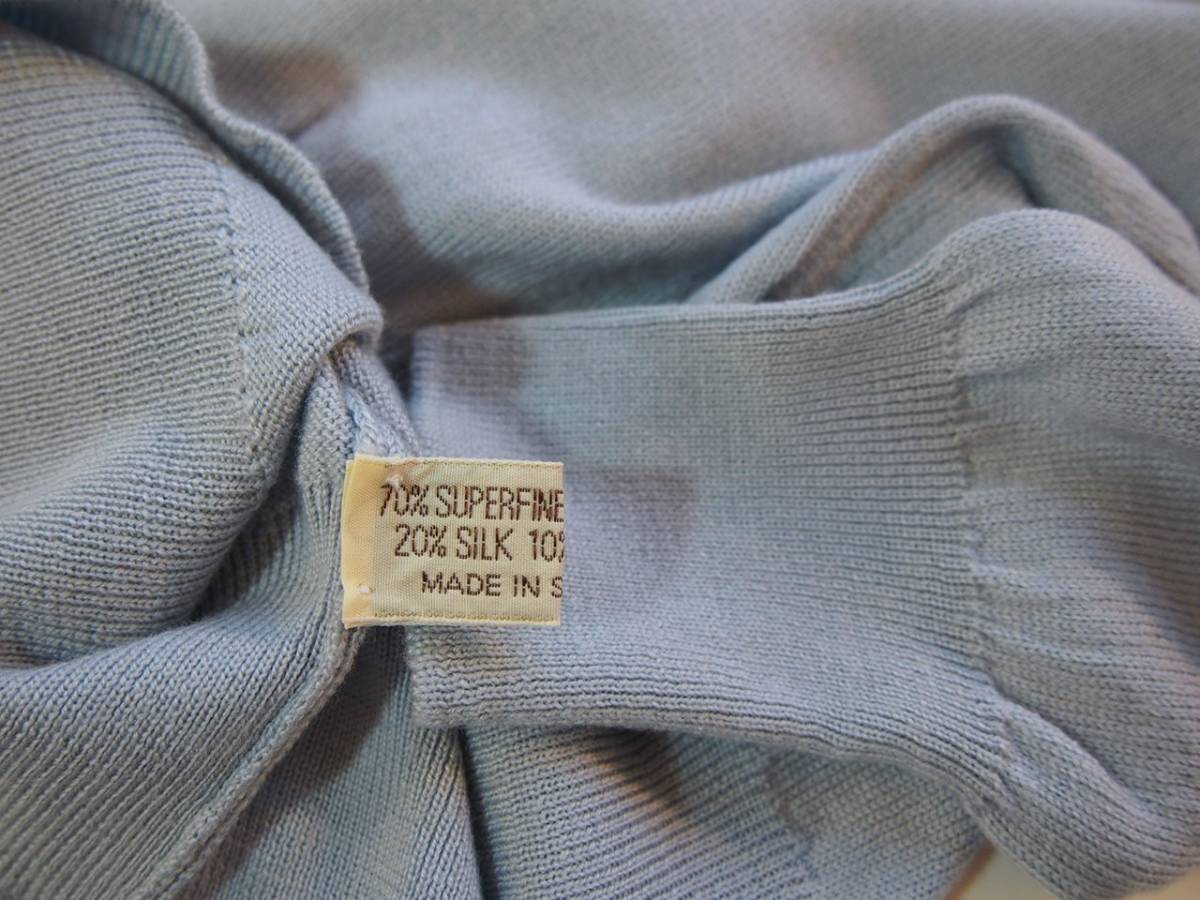 70% SUPERFINE
20% SILK 10%
MADE IN S